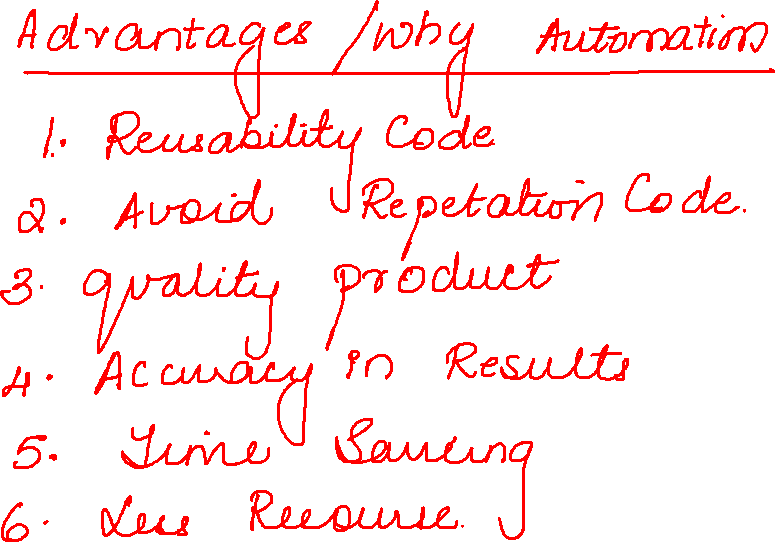 Advantages /Why Automation
1. Reusability Code
2. Avoid Repetation Code.
3. quality product
4. Accuracy in Results
5. Time Saving
6. Less Recourse.